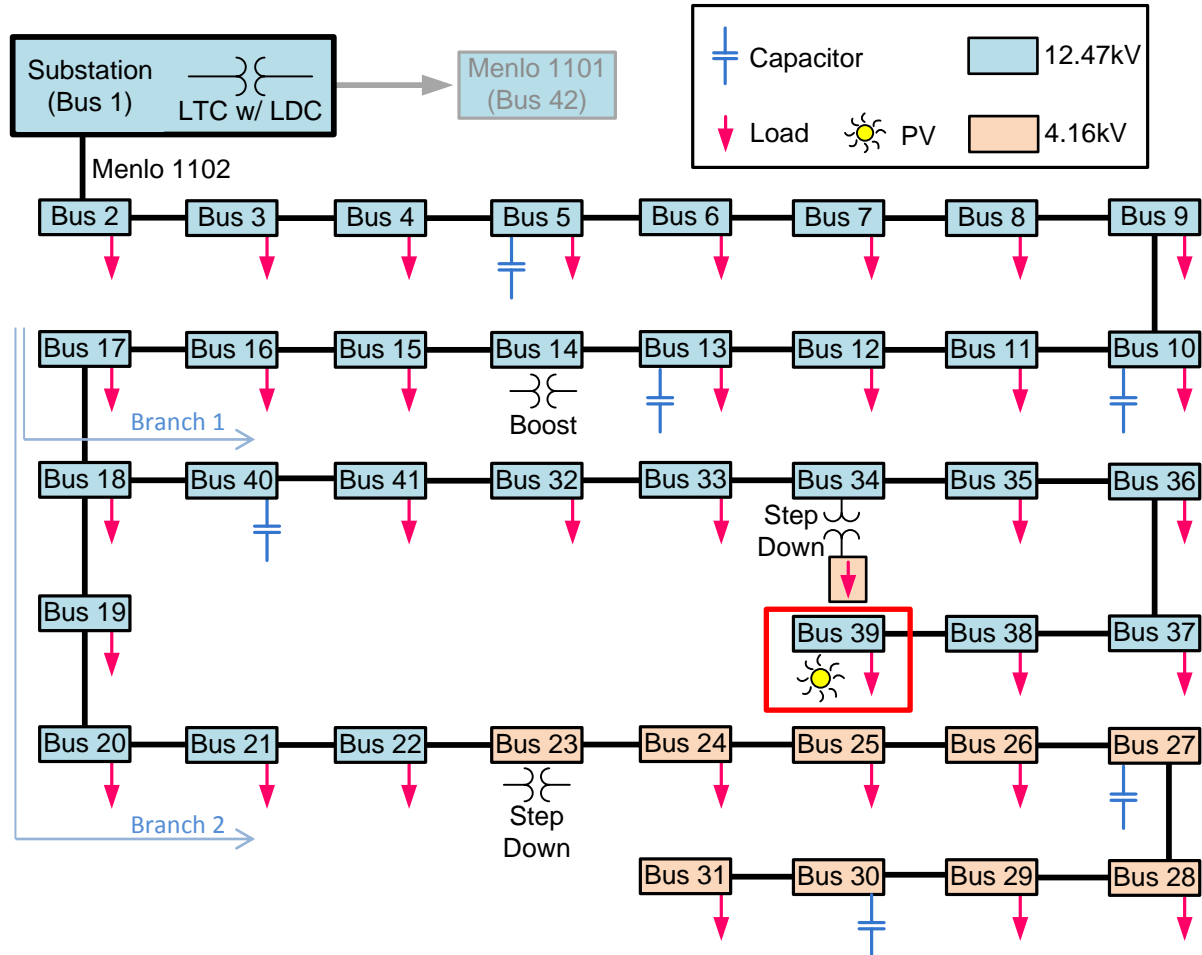 Substation
(Bus 1)
LTC w/ LDC
Menlo 1101
(Bus 42)
Capacitor
12.47kV
Load
PV
4.16kV
Menlo 1102
Bus 2
Bus 3
Bus 4
Bus 5
Bus 6
Bus 7
Bus 8
Bus 9
Bus 17
Bus 16
Bus 15
Bus 14
Bus 13
Bus 12
Bus 11
Bus 10
Boost
Branch 1
Bus 18
Bus 40
Bus 41
Bus 32
Bus 33
Bus 34
Bus 35
Bus 36
Step
Down
Bus 19
Bus 39
Bus 38
Bus 37
Bus 20
Bus 21
Bus 22
Bus 23
Bus 24
Bus 25
Bus 26
Bus 27
Step
Down
Branch 2
Bus 31
Bus 30
Bus 29
Bus 28